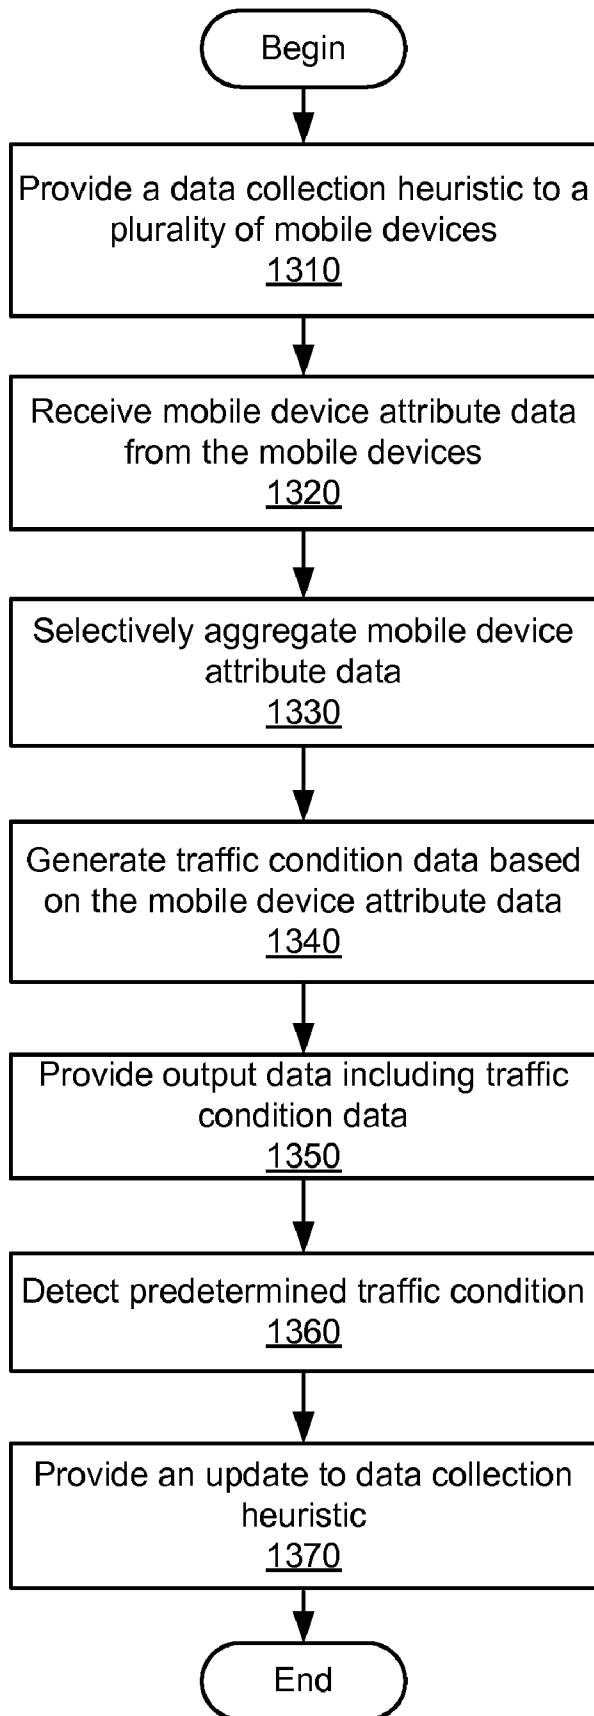 Begin
Provide a data collection heuristic to a
plurality of mobile devices
1310
Receive mobile device attribute data
from the mobile devices
1320
Selectively aggregate mobile device
attribute data
1330
Generate traffic condition data based
on the mobile device attribute data
1340
Provide output data including traffic
condition data
1350
Detect predetermined traffic condition
1360
Provide an update to data collection
heuristic
1370
End